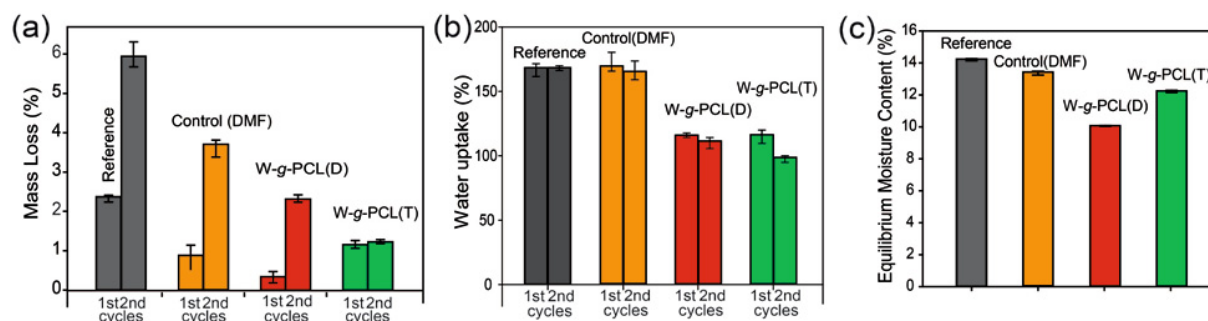 (a)
Mass Loss (%)
6
5
4
3
2
1
0
Reference
Control (DMF)
W-g-PCL(D)
W-g-PCL(T)
1st 2nd
cycles
1st 2nd
cycles
1st 2nd
cycles
1st 2nd
cycles
(b)
Water uptake (%)
200
150
100
50
0
Reference
Control(DMF)
W-g-PCL(D)
W-g-PCL(T)
1st 2nd
cycles
1st 2nd
cycles
1st 2nd
cycles
1st 2nd
cycles
(c)
Equilibrium Moisture Content (%)
16
14
12
10
8
6
4
2
0
Reference
Control(DMF)
W-g-PCL(D)
W-g-PCL(T)